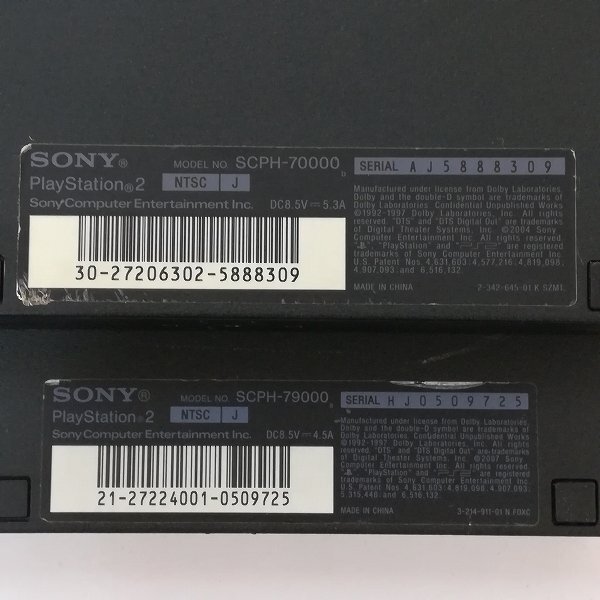 SONY® MODEL NO. SCPH-70000 D SERIAL AJ5888309
PlayStation®2 NTSC J
Sony Computer Entertainment Inc. DC8.5V⎓5.3A
30-27206302-5888309
Manufactured under license from Dolby Laboratories.
Dolby and the double-D symbol are trademarks of
Dolby Laboratories. Confidential Unpublished Works
©1992-1997 Dolby Laboratories, Inc. All rights
reserved. "DTS" and "DTS Digital Out" are trademarks
of Digital Theater Systems, Inc. ©2004 Sony
Computer Entertainment Inc. All rights reserved.
"PlayStation" and are registered
trademarks of Sony Computer Entertainment Inc.
U.S. Patent Nos. 4,631,603; 4,577,216; 4,819,098;
4,907,093 and 6,516,132.
MADE IN CHINA 2-342-645-01 K SZM1.
SONY® MODEL NO. SCPH-79000 SERIAL HJ0509725
PlayStation®2 NTSC J
Sony Computer Entertainment Inc. DC8.5V⎓4.5A
21-27224001-0509725
Manufactured under license from Dolby Laboratories.
Dolby and the double-D symbol are trademarks of
Dolby Laboratories. Confidential Unpublished Works
©1992-1997 Dolby Laboratories, Inc. All rights
reserved. "DTS" and "DTS Digital Out" are trademarks
of Digital Theater Systems, Inc. ©2007 Sony
Computer Entertainment Inc. All rights reserved.
"PlayStation" and are registered
trademarks of Sony Computer Entertainment Inc.
U.S. Patent Nos. 4,631,603; 4,819,098; 4,907,093;
5,315,448 and 6,516,132.
MADE IN CHINA 3-214-911-01 N FOXC